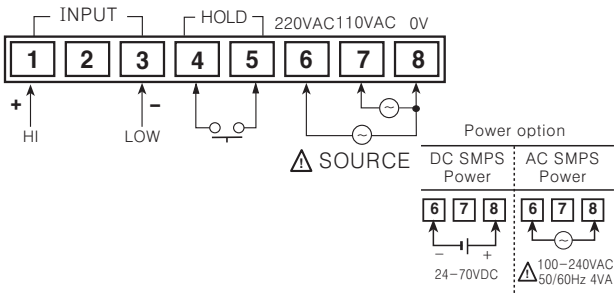 INPUT HOLD 220VAC 110VAC 0V
1 2 3 4 5 6 7 8
+ −
HI LOW
⚠ SOURCE
Power option
DC SMPS Power AC SMPS Power
6 7 8 6 7 8
− +
24-70VDC ⚠ 100-240VAC
50/60Hz 4VA